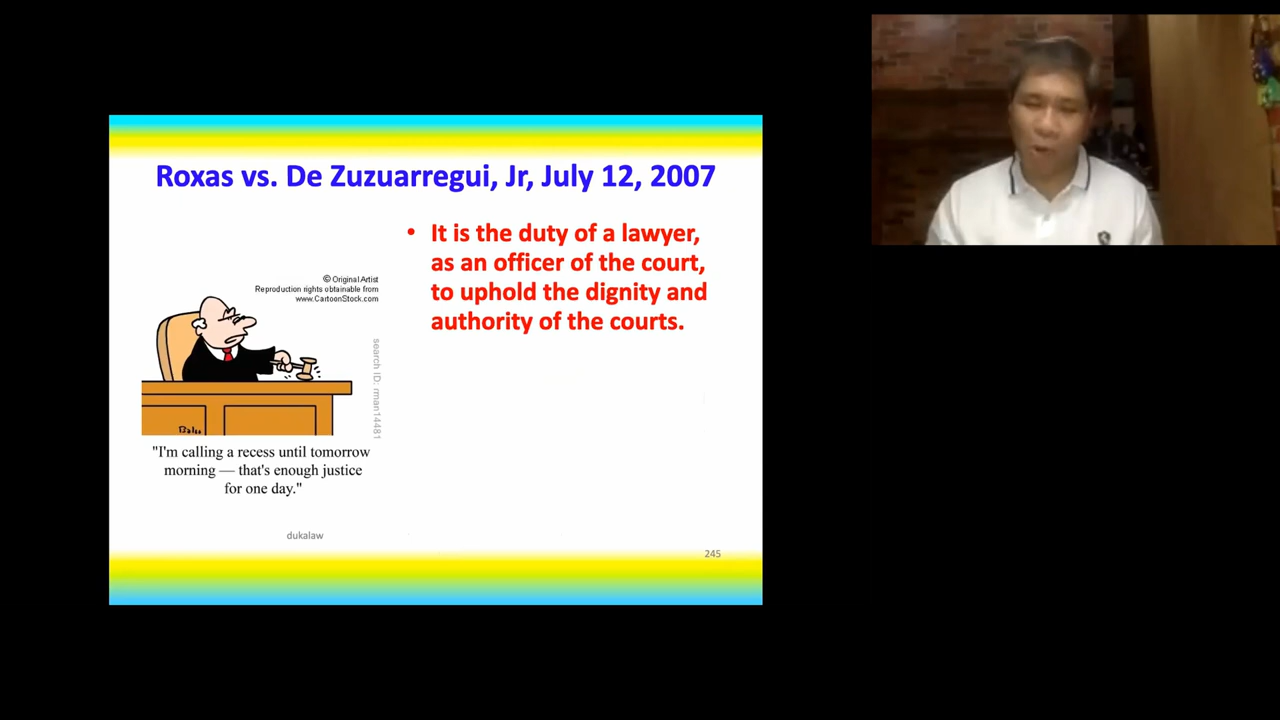 Roxas vs. De Zuzuarregui, Jr, July 12, 2007
• It is the duty of a lawyer,
as an officer of the court,
to uphold the dignity and
authority of the courts.
© Original Artist
Reproduction rights obtainable from
www.CartoonStock.com
search ID: rman14481
"I'm calling a recess until tomorrow
morning — that's enough justice
for one day."
dukalaw
245